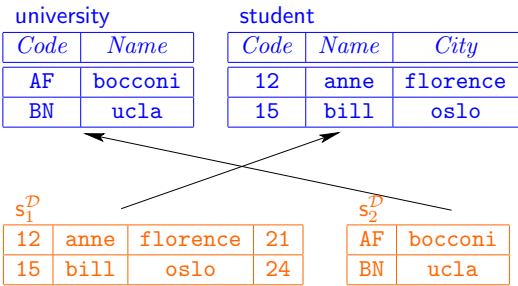 university student
Code Name Code Name City
AF bocconi 12 anne florence
BN ucla 15 bill oslo
s₁ᴰ s₂ᴰ
12 anne florence 21 AF bocconi
15 bill oslo 24 BN ucla